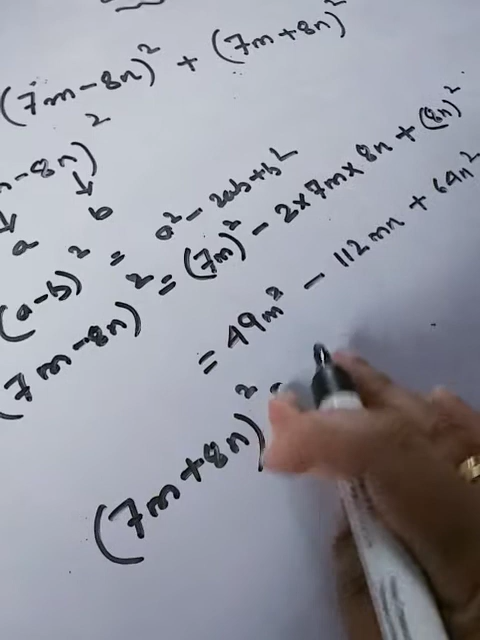 (7m-8n)² + (7m+8n)²
m-8n)²
a b
(a-b)² = a² - 2ab+b²
(7m-8n)² = (7m)² - 2×7m×8n + (8n)²
= 49m² - 112mn + 64n²
(7m+8n)² =